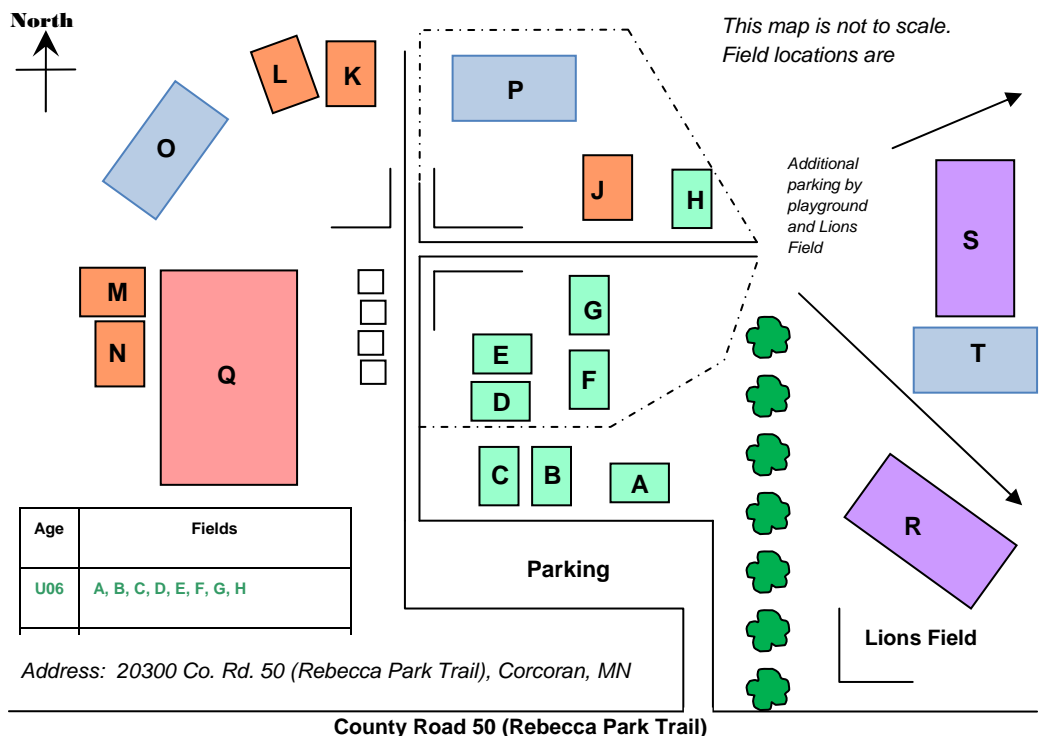 North
This map is not to scale.
Field locations are
L
K
P
O
Additional
parking by
playground
and Lions
Field
J
H
S
M
G
N
Q
E
F
T
D
C
B
A
R
Age Fields
U06 A, B, C, D, E, F, G, H
Parking
Lions Field
Address: 20300 Co. Rd. 50 (Rebecca Park Trail), Corcoran, MN
County Road 50 (Rebecca Park Trail)